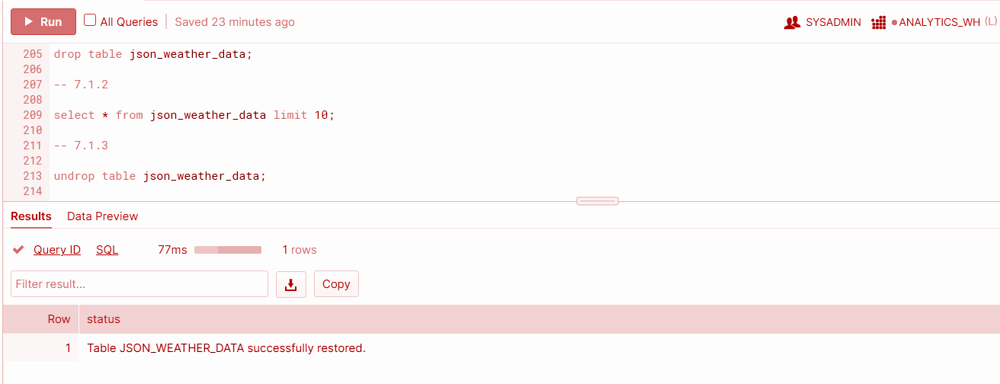 Run All Queries Saved 23 minutes ago SYSADMIN ANALYTICS_WH (L)
205 drop table json_weather_data;
206
207 -- 7.1.2
208
209 select * from json_weather_data limit 10;
210
211 -- 7.1.3
212
213 undrop table json_weather_data;
214
Results Data Preview
Query ID SQL 77ms 1 rows
Filter result... Copy
Row status
1 Table JSON_WEATHER_DATA successfully restored.